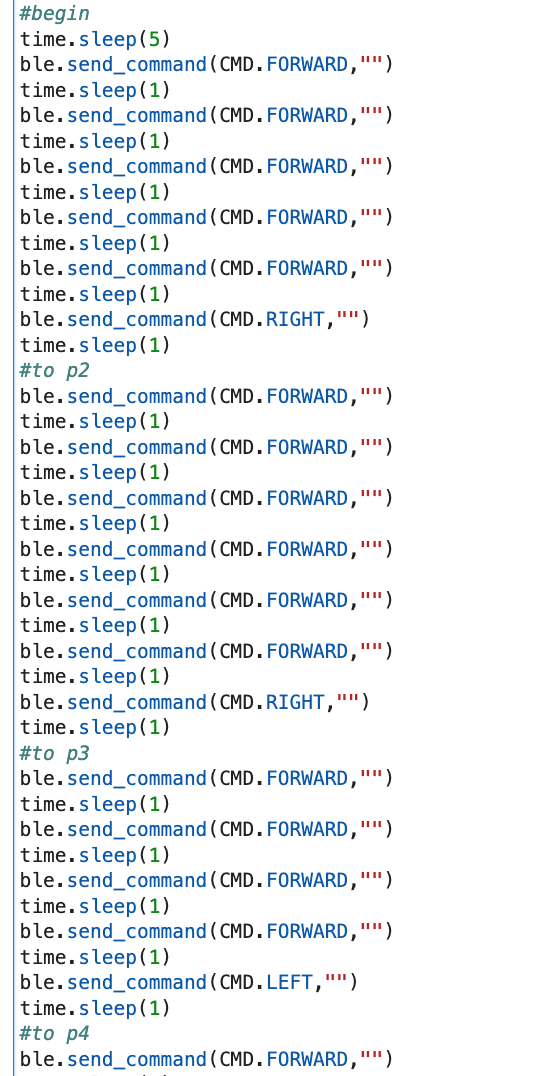 #begin
time.sleep(5)
ble.send_command(CMD.FORWARD,"")
time.sleep(1)
ble.send_command(CMD.FORWARD,"")
time.sleep(1)
ble.send_command(CMD.FORWARD,"")
time.sleep(1)
ble.send_command(CMD.FORWARD,"")
time.sleep(1)
ble.send_command(CMD.FORWARD,"")
time.sleep(1)
ble.send_command(CMD.RIGHT,"")
time.sleep(1)
#to p2
ble.send_command(CMD.FORWARD,"")
time.sleep(1)
ble.send_command(CMD.FORWARD,"")
time.sleep(1)
ble.send_command(CMD.FORWARD,"")
time.sleep(1)
ble.send_command(CMD.FORWARD,"")
time.sleep(1)
ble.send_command(CMD.FORWARD,"")
time.sleep(1)
ble.send_command(CMD.FORWARD,"")
time.sleep(1)
ble.send_command(CMD.RIGHT,"")
time.sleep(1)
#to p3
ble.send_command(CMD.FORWARD,"")
time.sleep(1)
ble.send_command(CMD.FORWARD,"")
time.sleep(1)
ble.send_command(CMD.FORWARD,"")
time.sleep(1)
ble.send_command(CMD.FORWARD,"")
time.sleep(1)
ble.send_command(CMD.LEFT,"")
time.sleep(1)
#to p4
ble.send_command(CMD.FORWARD,"")